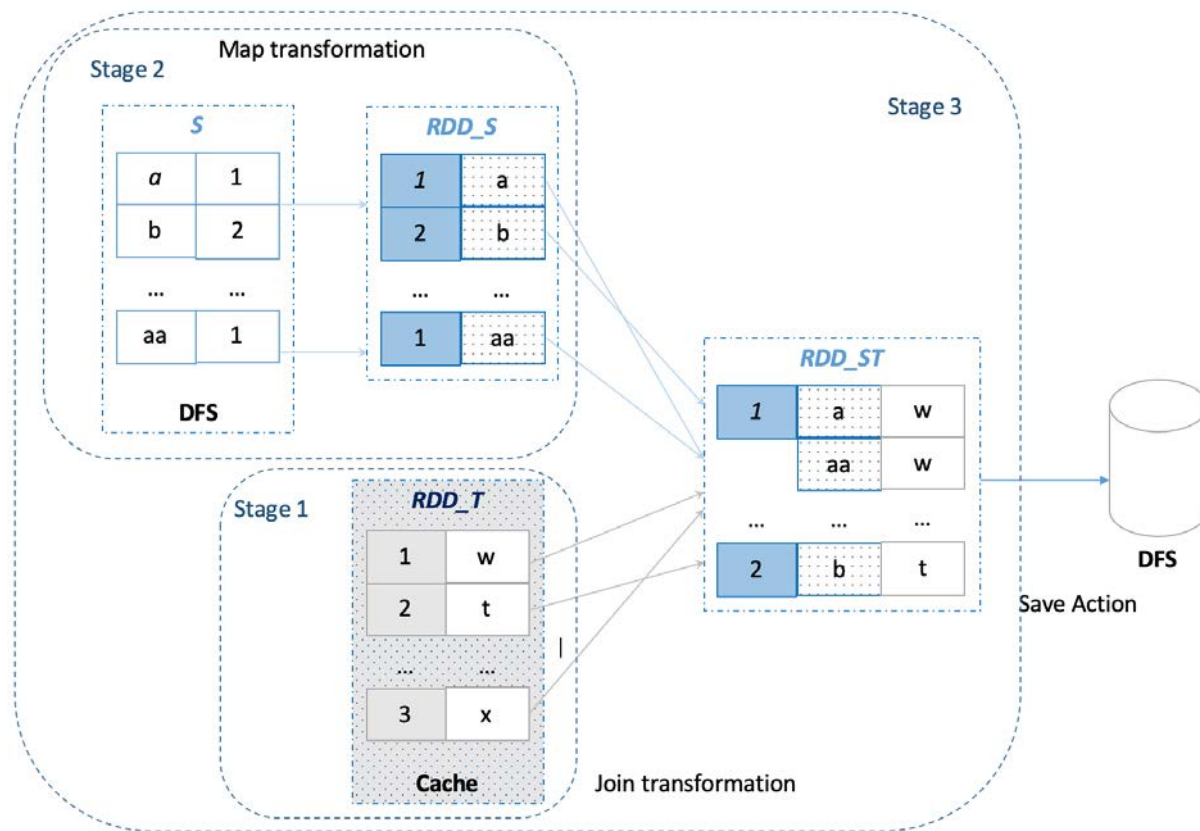 Map transformation
Stage 2
Stage 3
S
a 1
b 2
... ...
aa 1
DFS
RDD_S
1 a
2 b
... ...
1 aa
RDD_ST
1 a w
aa w
... ... ...
2 b t
DFS
Save Action
Stage 1
RDD_T
1 w
2 t
... ...
3 x
Cache
|
Join transformation